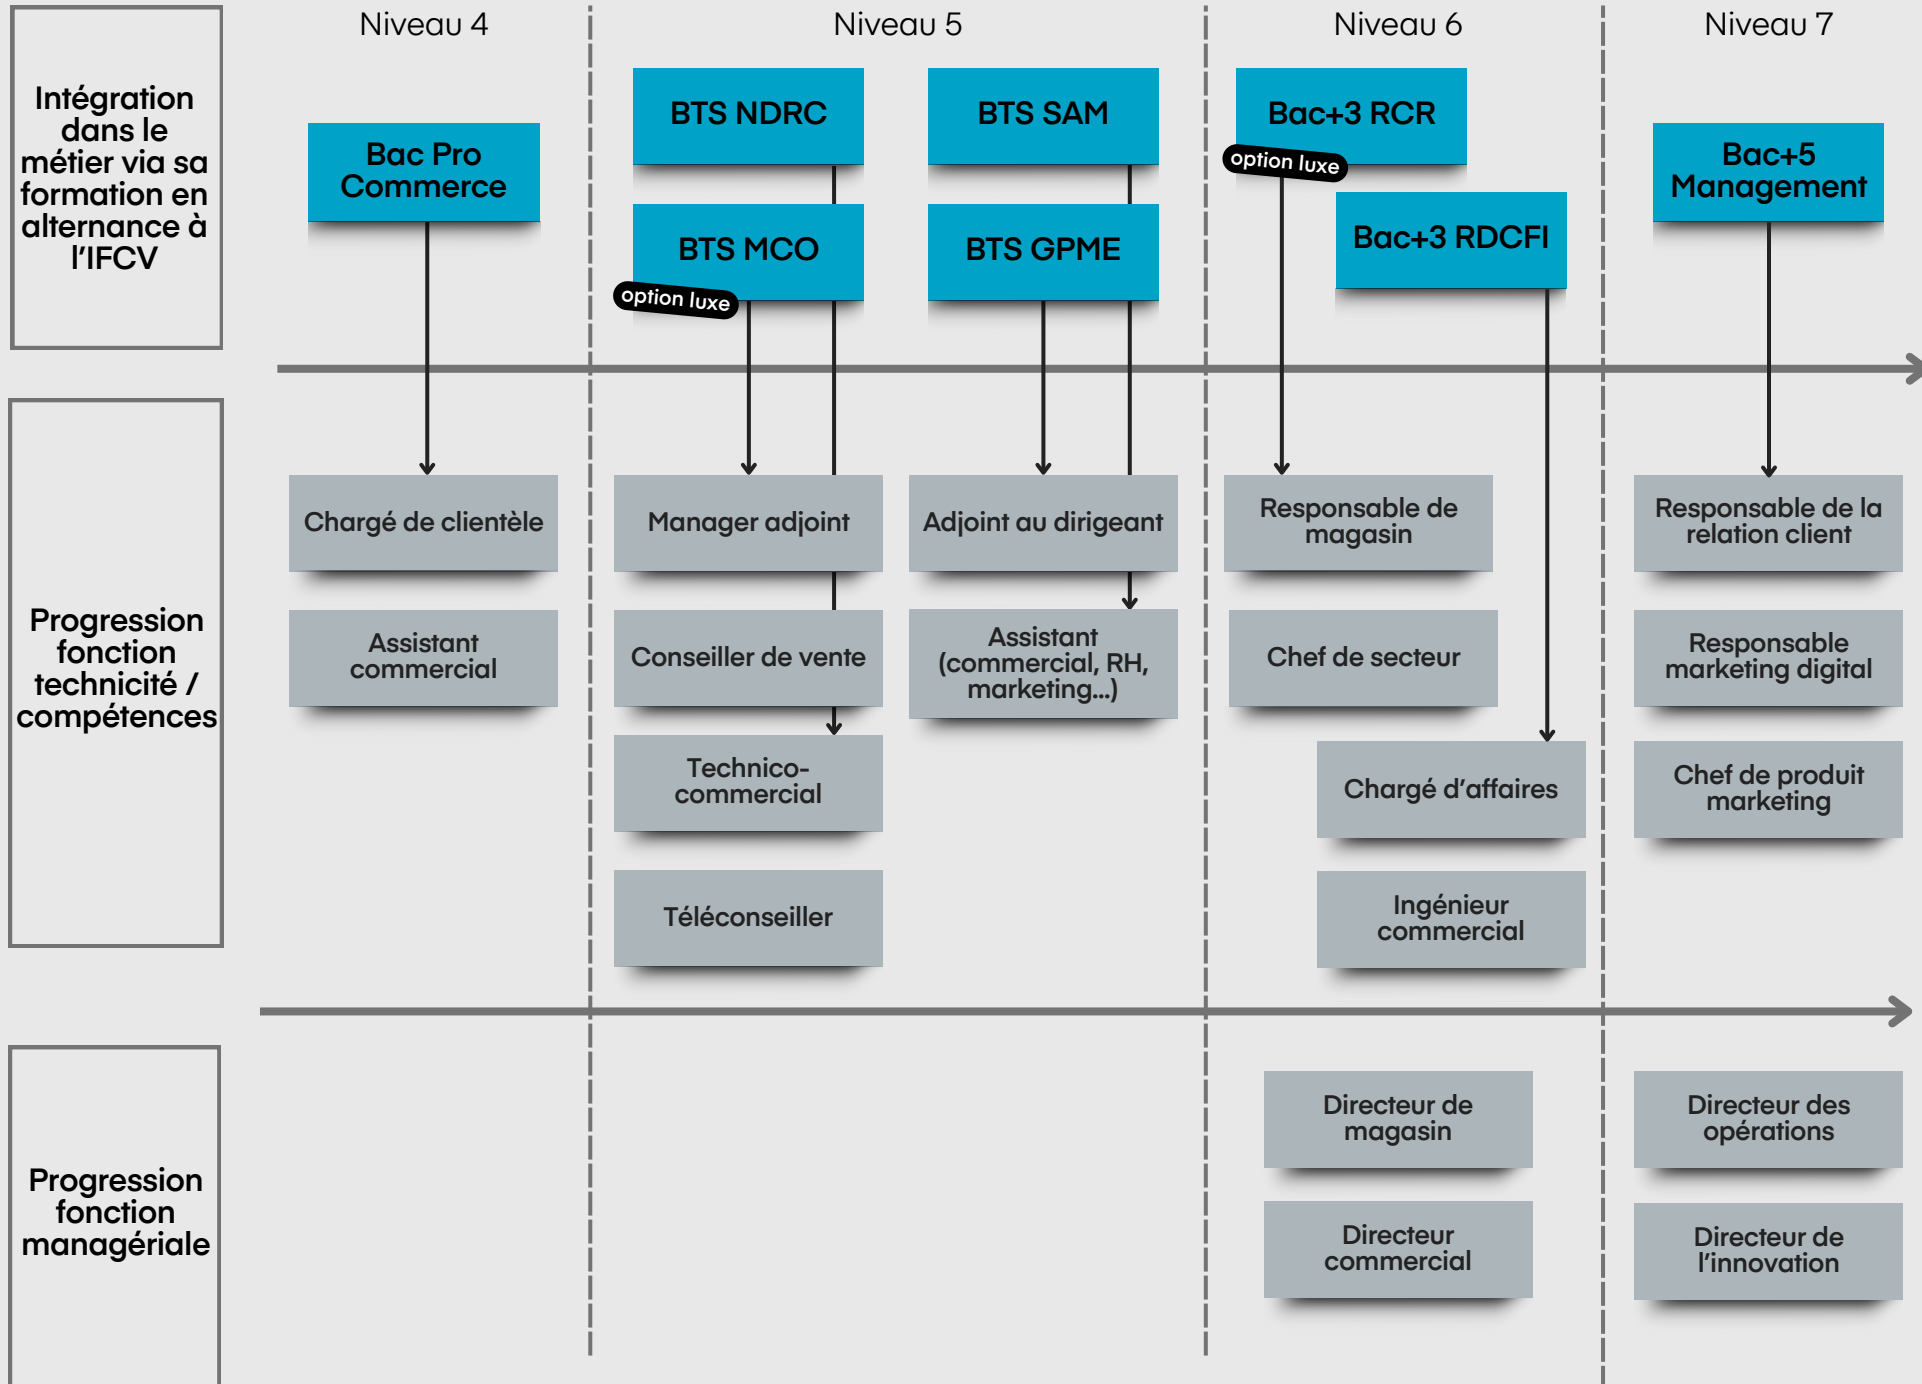 Niveau 4
Niveau 5
Niveau 6
Niveau 7
Intégration
dans le
métier via sa
formation en
alternance à
l'IFCV
Bac Pro
Commerce
BTS NDRC
BTS SAM
BTS MCO
option luxe
BTS GPME
Bac+3 RCR
option luxe
Bac+3 RDCFI
Bac+5
Management
Progression
fonction
technicité /
compétences
Chargé de clientèle
Assistant
commercial
Manager adjoint
Conseiller de vente
Technico-
commercial
Téléconseiller
Adjoint au dirigeant
Assistant
(commercial, RH,
marketing...)
Responsable de
magasin
Chef de secteur
Chargé d'affaires
Ingénieur
commercial
Responsable de la
relation client
Responsable
marketing digital
Chef de produit
marketing
Progression
fonction
managériale
Directeur de
magasin
Directeur
commercial
Directeur des
opérations
Directeur de
l'innovation